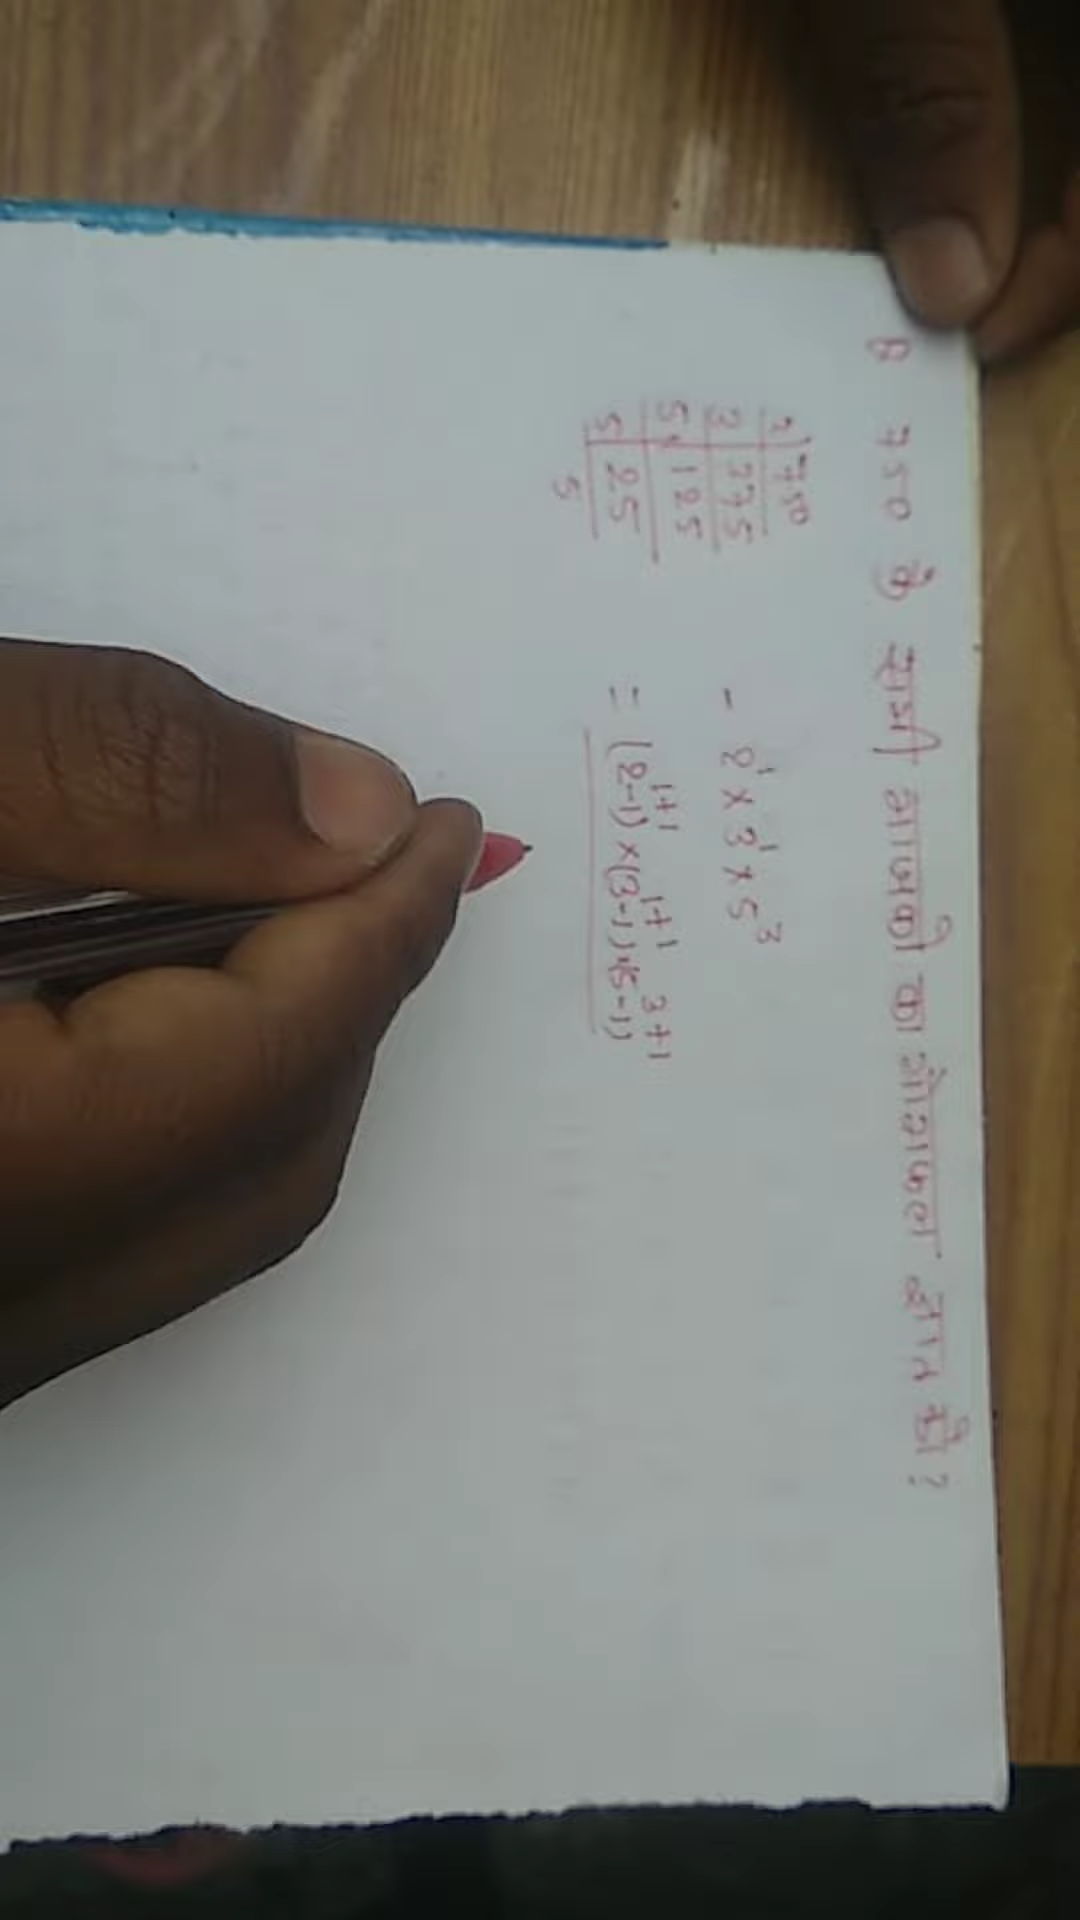 8 750 के सभी भाजको का योगफल ज्ञात करो?
2 750
3 375
5 125
5 25
5
- 2¹ × 3¹ × 5³
= (2¹⁺¹-1) × (3¹⁺¹-1) × (5³⁺¹-1)